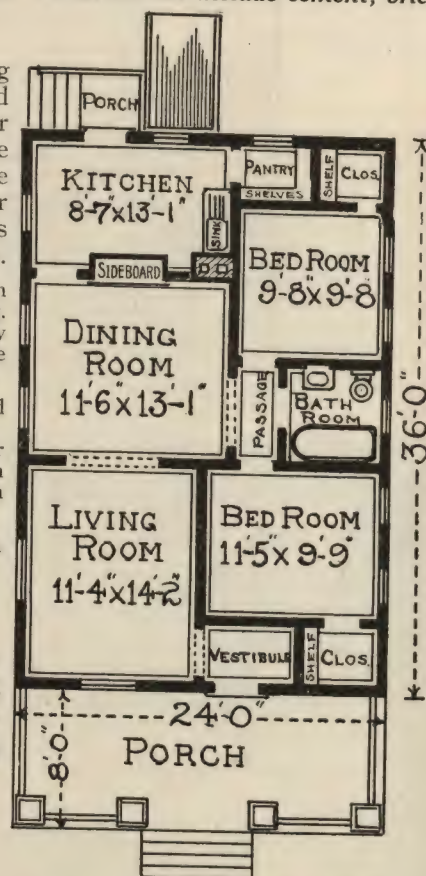 PORCH
KITCHEN
8'-7"x13'-1"
SINK
PANTRY
SHELVES
SHELF
CLOS.
BED ROOM
9'-8"x9'-8
SIDEBOARD
DINING
ROOM
11'-6"x13'-1"
PASSAGE
BATH
ROOM
36'-0"
LIVING
ROOM
11'-4"x14'-2"
BED ROOM
11'-5"x9'-9"
VESTIBULE
SHELF
CLOS.
24'-0"
8'-0"
PORCH